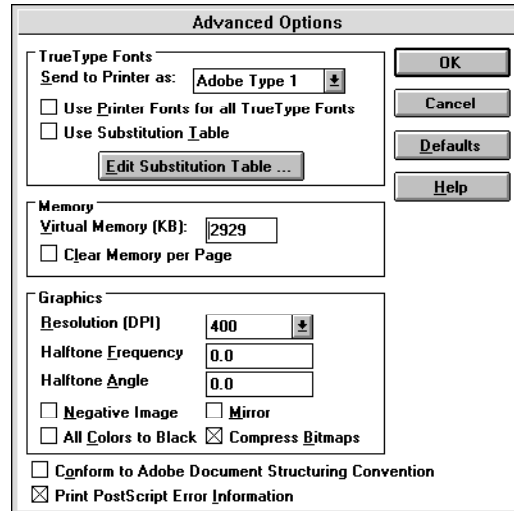 Advanced Options
TrueType Fonts
Send to Printer as: Adobe Type 1
Use Printer Fonts for all TrueType Fonts
Use Substitution Table
Edit Substitution Table ...
OK
Cancel
Defaults
Help
Memory
Virtual Memory (KB): 2929
Clear Memory per Page
Graphics
Resolution (DPI) 400
Halftone Frequency 0.0
Halftone Angle 0.0
Negative Image Mirror
All Colors to Black Compress Bitmaps
Conform to Adobe Document Structuring Convention
Print PostScript Error Information